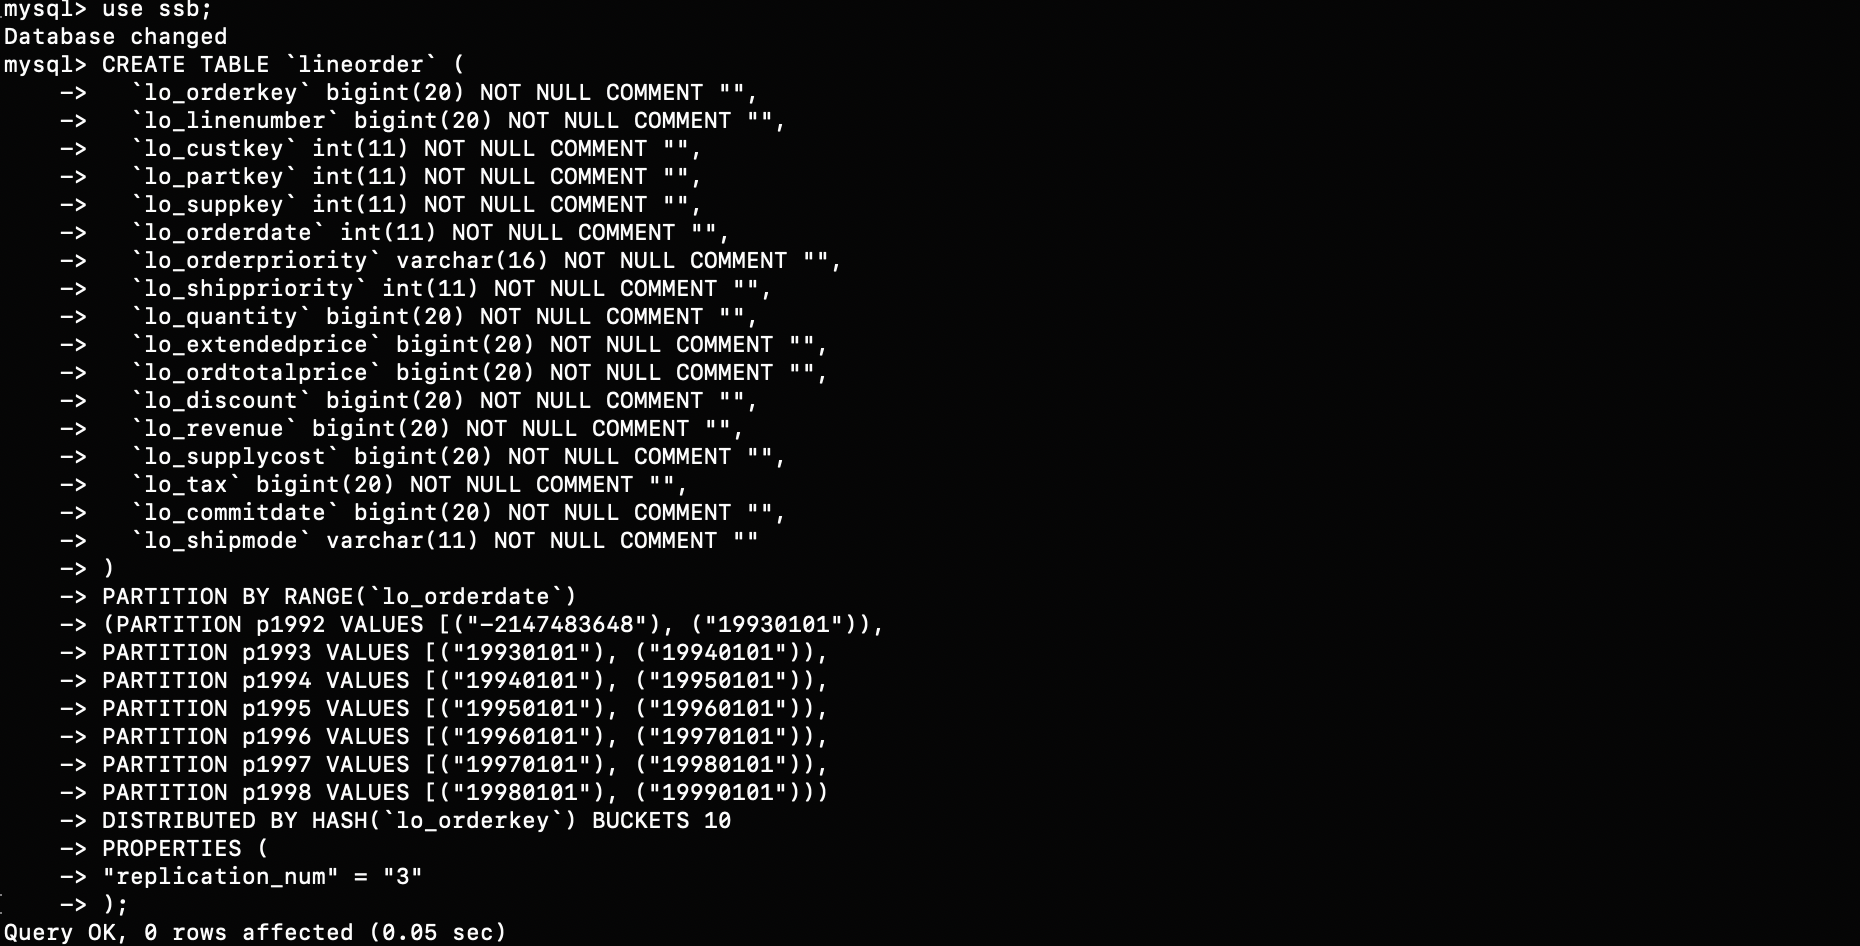 mysql> use ssb;
Database changed
mysql> CREATE TABLE `lineorder` (
    ->   `lo_orderkey` bigint(20) NOT NULL COMMENT "",
    ->   `lo_linenumber` bigint(20) NOT NULL COMMENT "",
    ->   `lo_custkey` int(11) NOT NULL COMMENT "",
    ->   `lo_partkey` int(11) NOT NULL COMMENT "",
    ->   `lo_suppkey` int(11) NOT NULL COMMENT "",
    ->   `lo_orderdate` int(11) NOT NULL COMMENT "",
    ->   `lo_orderpriority` varchar(16) NOT NULL COMMENT "",
    ->   `lo_shippriority` int(11) NOT NULL COMMENT "",
    ->   `lo_quantity` bigint(20) NOT NULL COMMENT "",
    ->   `lo_extendedprice` bigint(20) NOT NULL COMMENT "",
    ->   `lo_ordtotalprice` bigint(20) NOT NULL COMMENT "",
    ->   `lo_discount` bigint(20) NOT NULL COMMENT "",
    ->   `lo_revenue` bigint(20) NOT NULL COMMENT "",
    ->   `lo_supplycost` bigint(20) NOT NULL COMMENT "",
    ->   `lo_tax` bigint(20) NOT NULL COMMENT "",
    ->   `lo_commitdate` bigint(20) NOT NULL COMMENT "",
    ->   `lo_shipmode` varchar(11) NOT NULL COMMENT ""
    -> )
    -> PARTITION BY RANGE(`lo_orderdate`)
    -> (PARTITION p1992 VALUES [("-2147483648"), ("19930101")),
    -> PARTITION p1993 VALUES [("19930101"), ("19940101")),
    -> PARTITION p1994 VALUES [("19940101"), ("19950101")),
    -> PARTITION p1995 VALUES [("19950101"), ("19960101")),
    -> PARTITION p1996 VALUES [("19960101"), ("19970101")),
    -> PARTITION p1997 VALUES [("19970101"), ("19980101")),
    -> PARTITION p1998 VALUES [("19980101"), ("19990101")))
    -> DISTRIBUTED BY HASH(`lo_orderkey`) BUCKETS 10
    -> PROPERTIES (
    -> "replication_num" = "3"
    -> );
Query OK, 0 rows affected (0.05 sec)